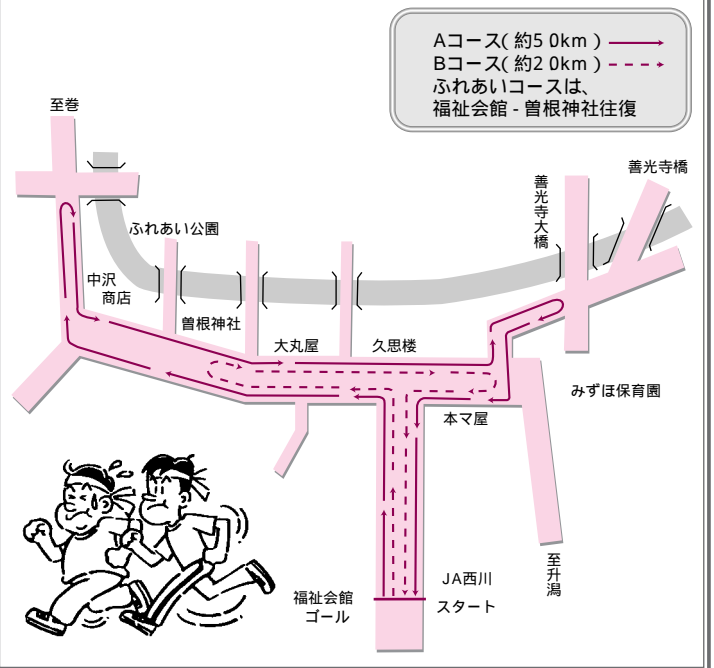 Aコース( 約5 0km )
Bコース( 約2 0km )
ふれあいコースは、
福祉会館 - 曽根神社往復
至巻
善光寺橋
善光寺大橋
ふれあい公園
中沢
商店
曽根神社
大丸屋
久思楼
みずほ保育園
本マ屋
至升潟
JA西川
福祉会館
スタート
ゴール